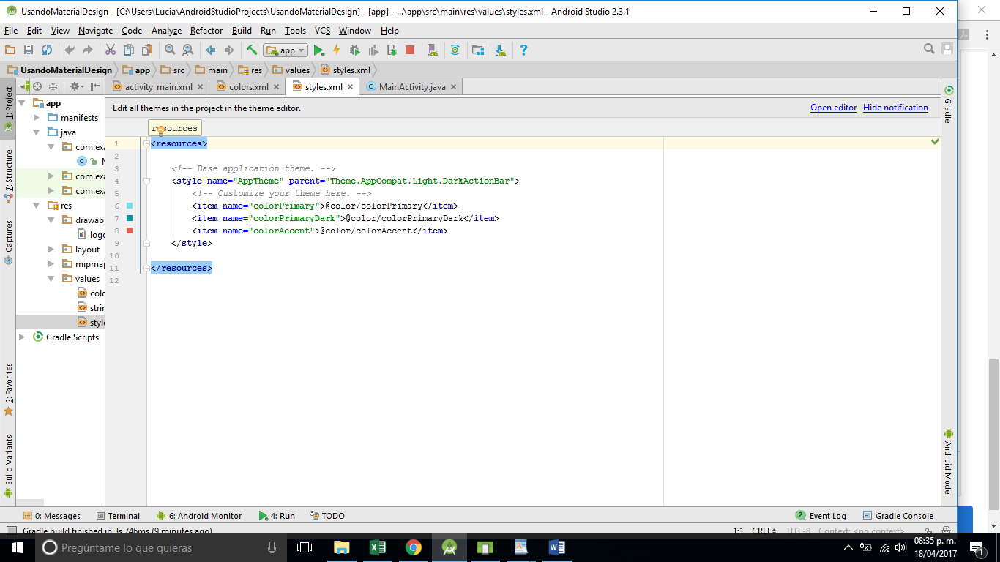 UsandoMaterialDesign - [C:\Users\Lucia\AndroidStudioProjects\UsandoMaterialDesign] - [app] - ...\app\src\main\res\values\styles.xml - Android Studio 2.3.1
File Edit View Navigate Code Analyze Refactor Build Run Tools VCS Window Help
app
UsandoMaterialDesign app src main res values styles.xml
activity_main.xml colors.xml styles.xml MainActivity.java
Edit all themes in the project in the theme editor. Open editor Hide notification
1: Project
7: Structure
Captures
2: Favorites
Build Variants
app
manifests
java
com.exa
com.exa
com.exa
res
drawab
logo
layout
mipmap
values
colo
strin
style
Gradle Scripts
resources
1 <resources>
2
3 <!-- Base application theme. -->
4 <style name="AppTheme" parent="Theme.AppCompat.Light.DarkActionBar">
5 <!-- Customize your theme here. -->
6 <item name="colorPrimary">@color/colorPrimary</item>
7 <item name="colorPrimaryDark">@color/colorPrimaryDark</item>
8 <item name="colorAccent">@color/colorAccent</item>
9 </style>
10
11 </resources>
12
Gradle
Android Model
0: Messages Terminal 6: Android Monitor 4: Run TODO 2 Event Log Gradle Console
Gradle build finished in 3s 746ms (9 minutes ago) 1:1 CRLF UTF-8 Context: <no context>
Pregúntame lo que quieras
08:35 p. m.
18/04/2017
1